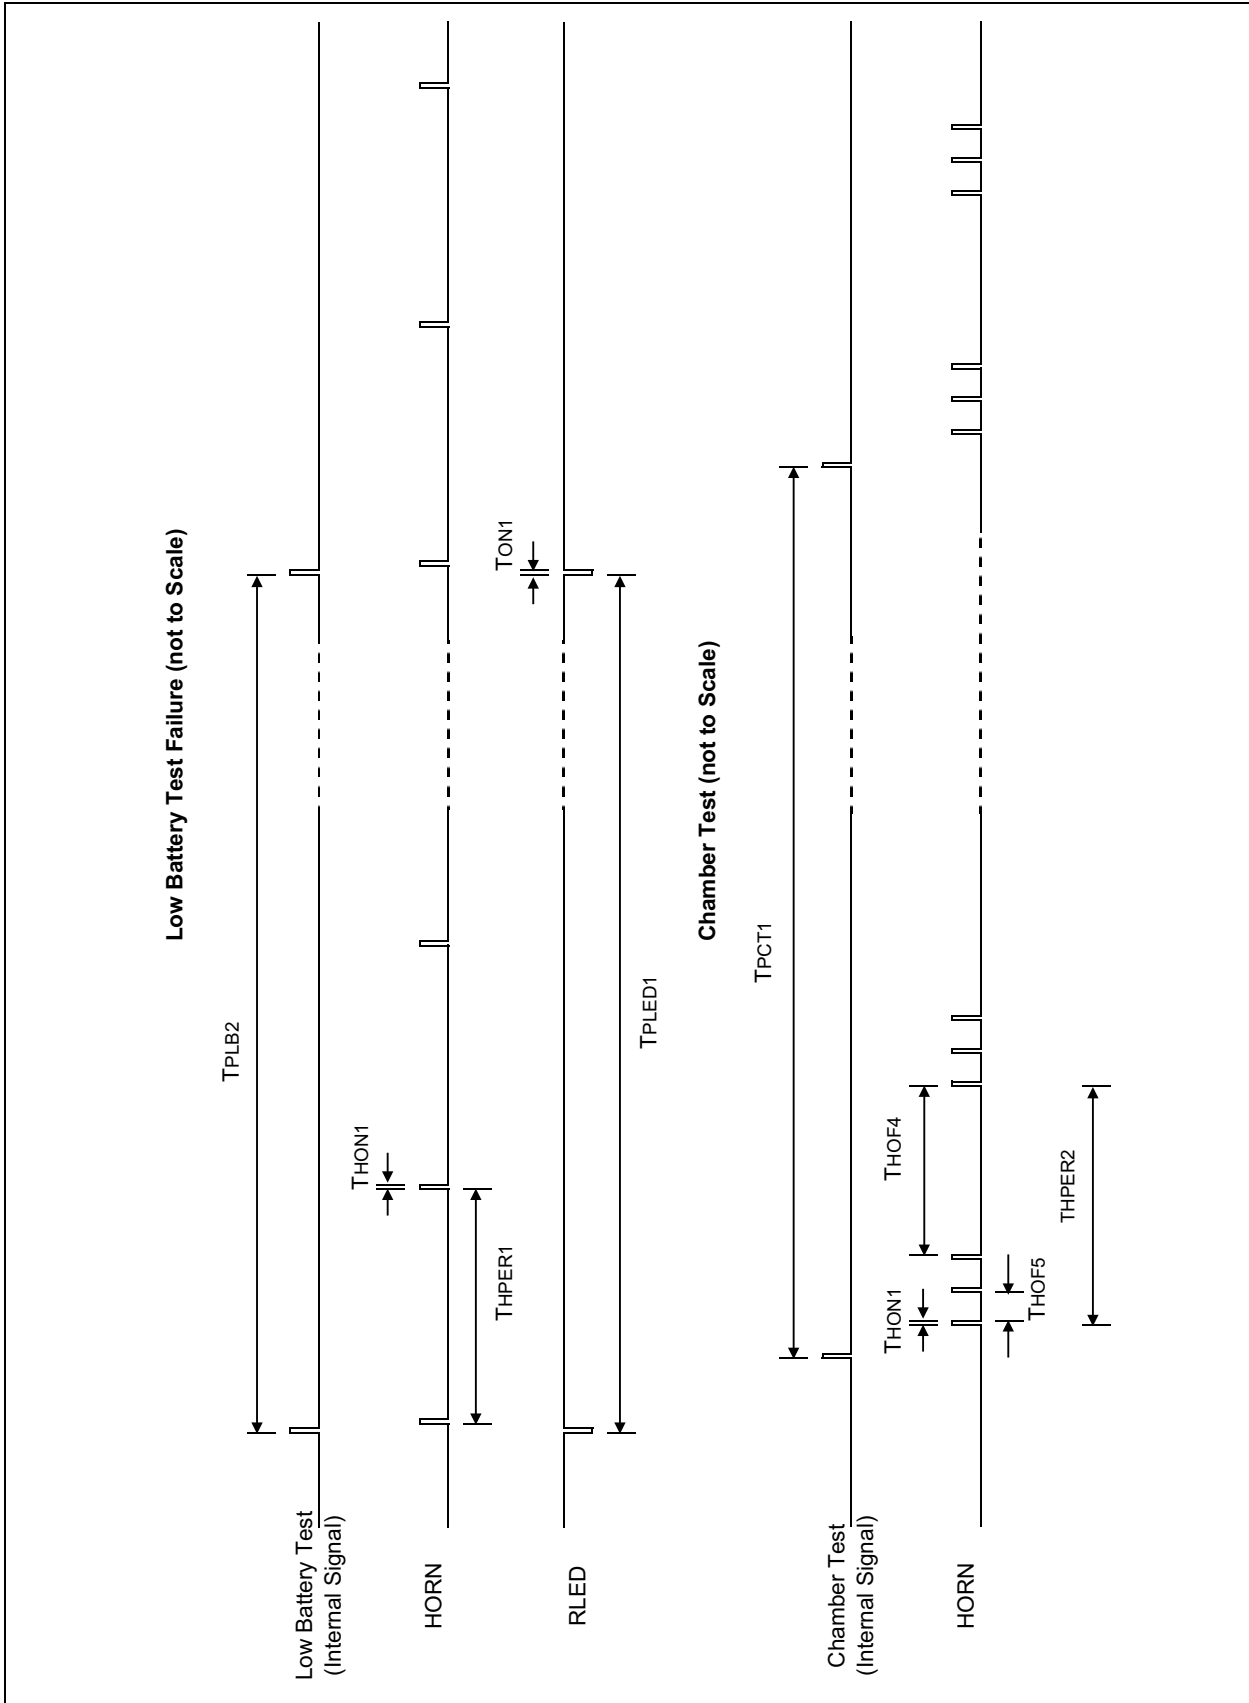 Low Battery Test Failure (not to Scale)
TPLB2
Low Battery Test
(Internal Signal)
THON1
HORN
THPER1
TON1
RLED
TPLED1
Chamber Test (not to Scale)
TPCT1
Chamber Test
(Internal Signal)
THON1
THOF4
HORN
THOF5
THPER2